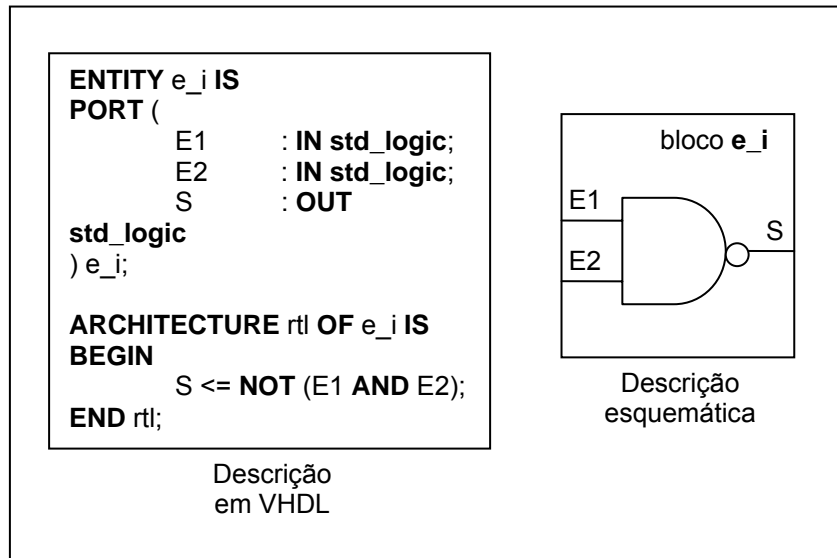 ENTITY e_i IS
PORT (
E1 : IN std_logic;
E2 : IN std_logic;
S : OUT
std_logic
) e_i;
ARCHITECTURE rtl OF e_i IS
BEGIN
S <= NOT (E1 AND E2);
END rtl;
Descrição
em VHDL
bloco e_i
E1
S
E2
Descrição
esquemática